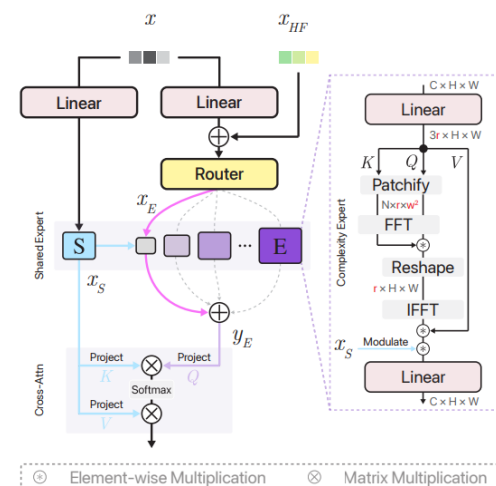 x
x_HF
Linear
Linear
Router
x_E
Shared Expert
S
...
E
x_S
y_E
Cross-Attn
Project
K
Project
Q
Softmax
Project
V
C × H × W
Linear
3r × H × W
K
Q
V
Patchify
N×r×w²
FFT
Reshape
r × H × W
IFFT
x_S
Modulate
Linear
C × H × W
Complexity Expert
Element-wise Multiplication
Matrix Multiplication